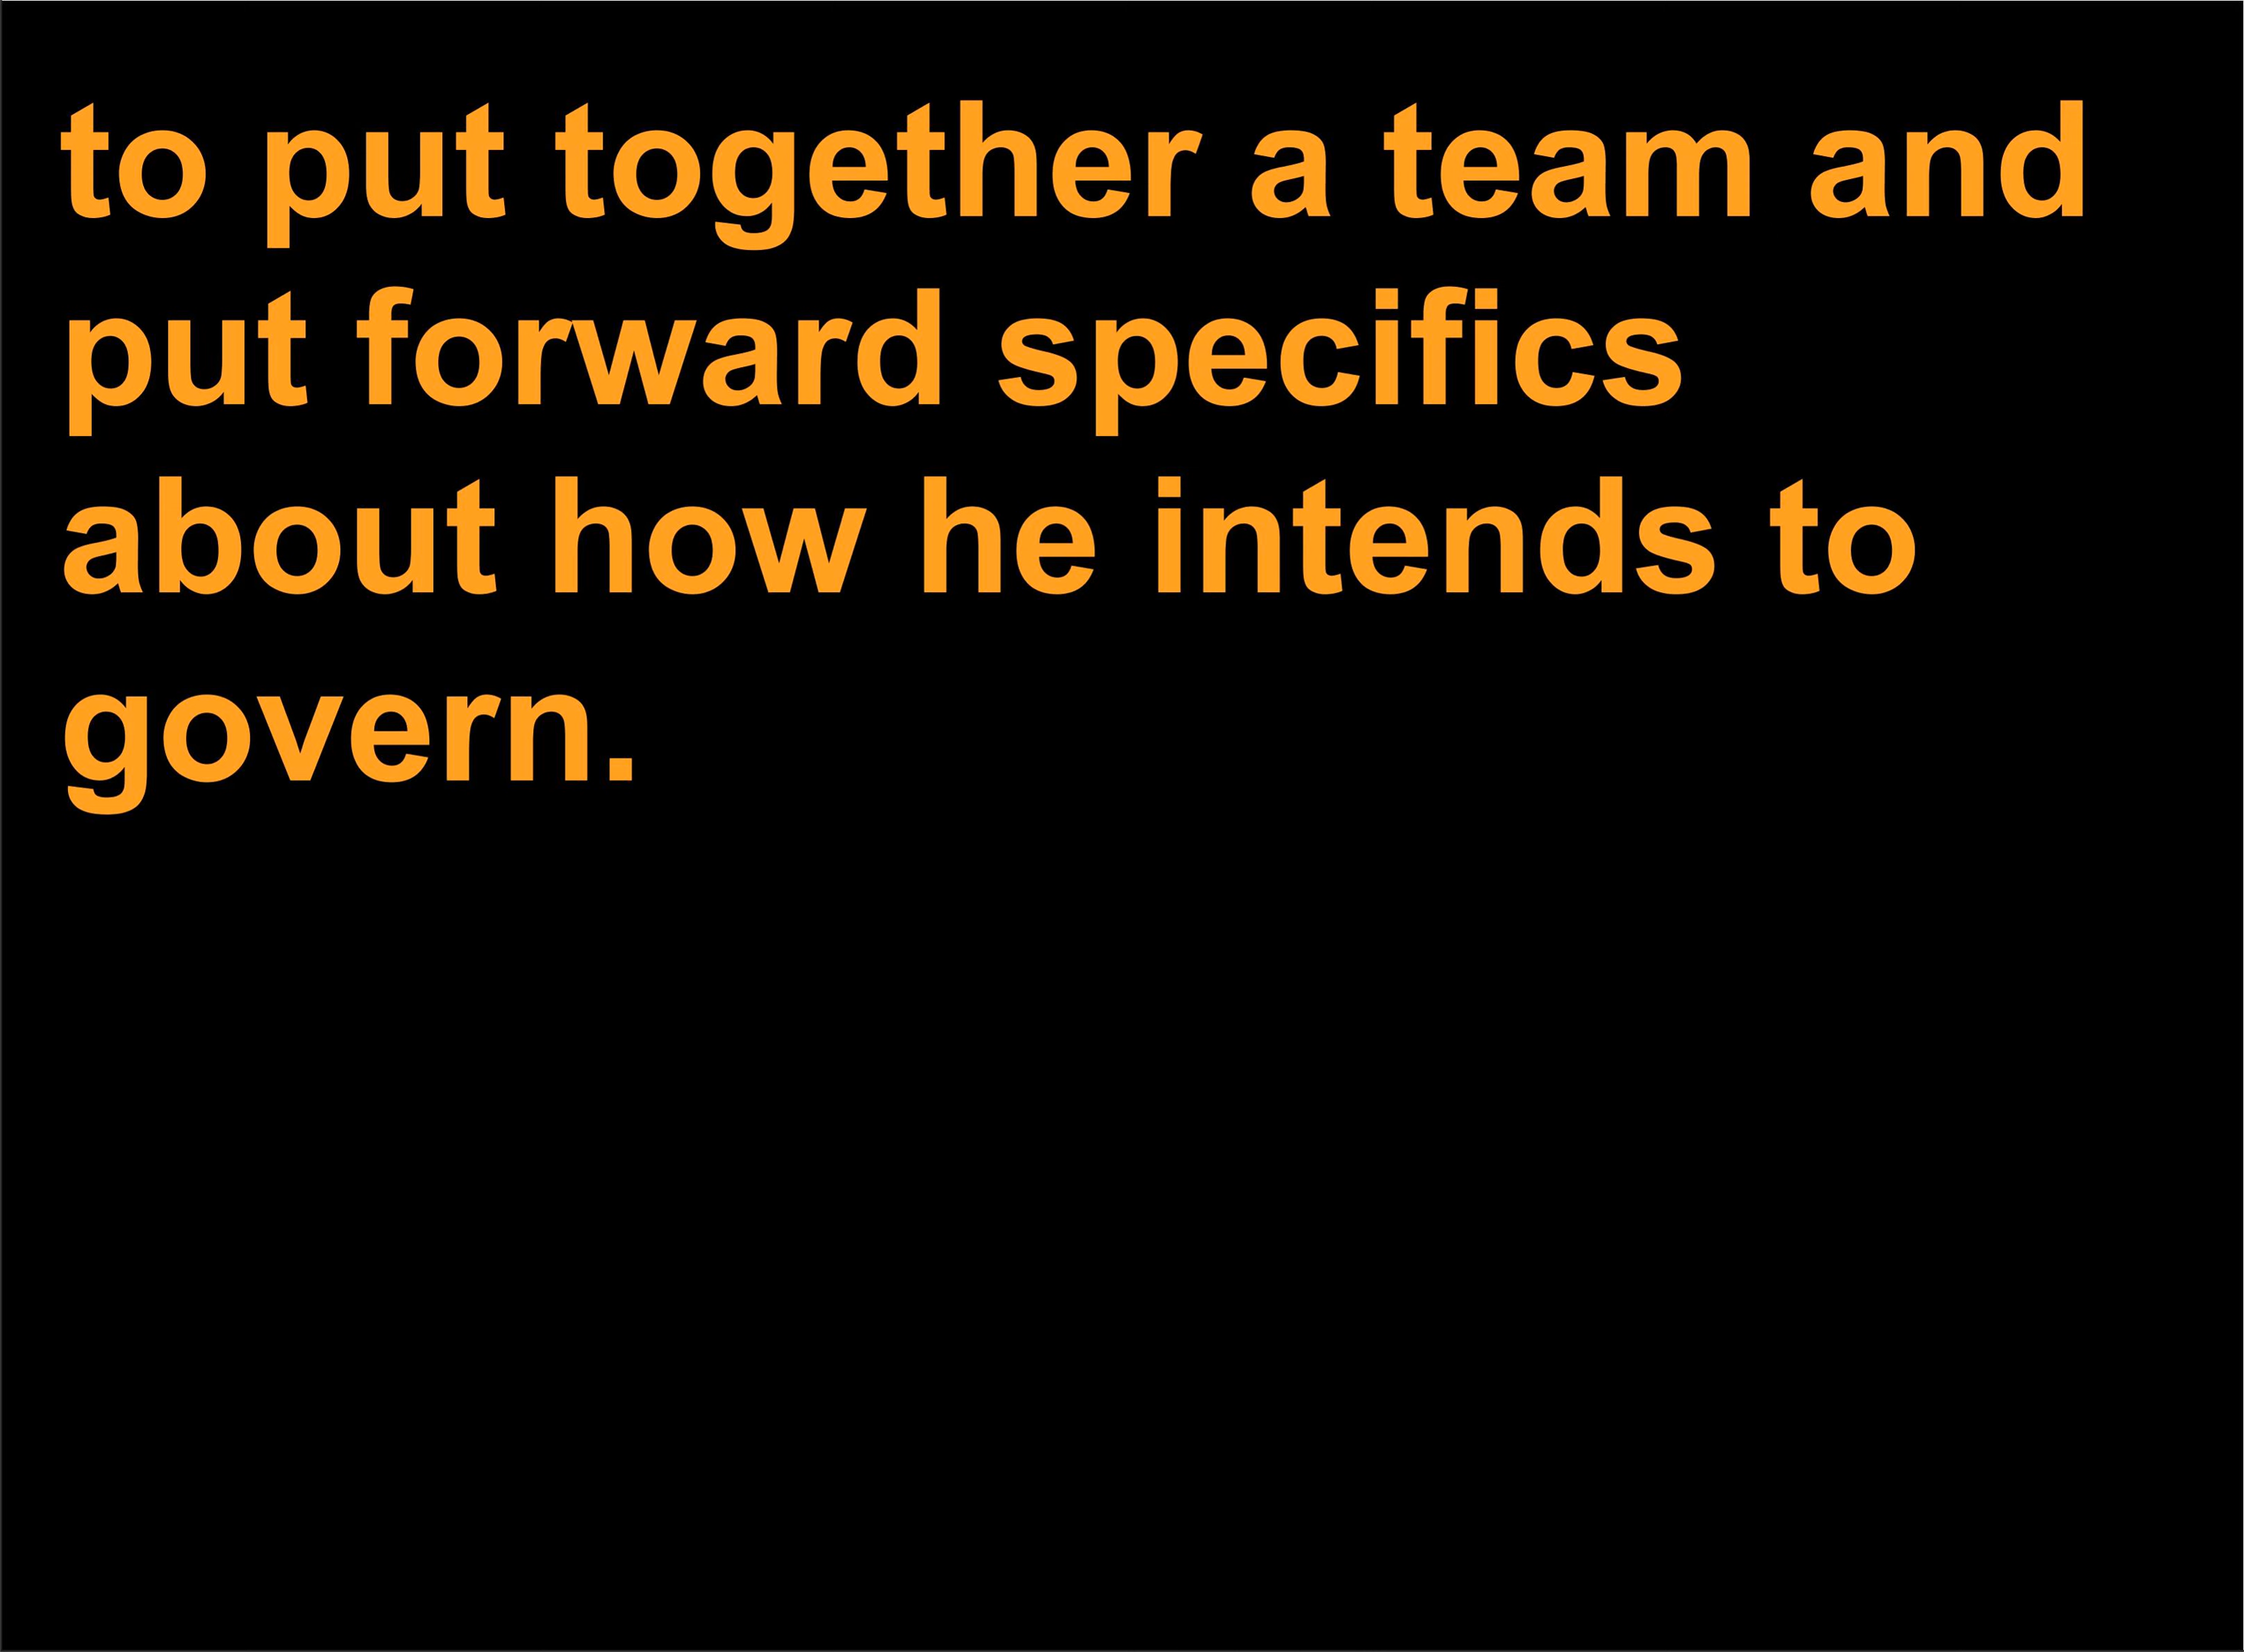 to put together a team and
put forward specifics
about how he intends to
govern.